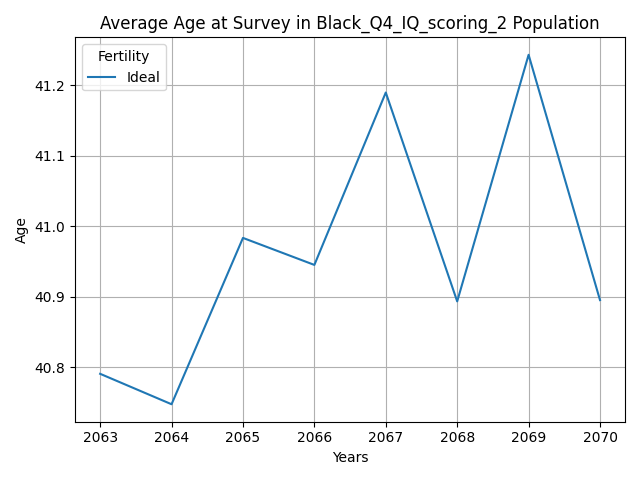 Average Age at Survey in Black_Q4_IQ_scoring_2 Population
Fertility
Ideal
41.2
41.1
41.0
40.9
40.8
Age
2063 2064 2065 2066 2067 2068 2069 2070
Years